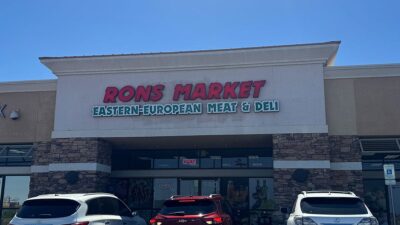 RONS MARKET
EASTERN-EUROPEAN MEAT & DELI